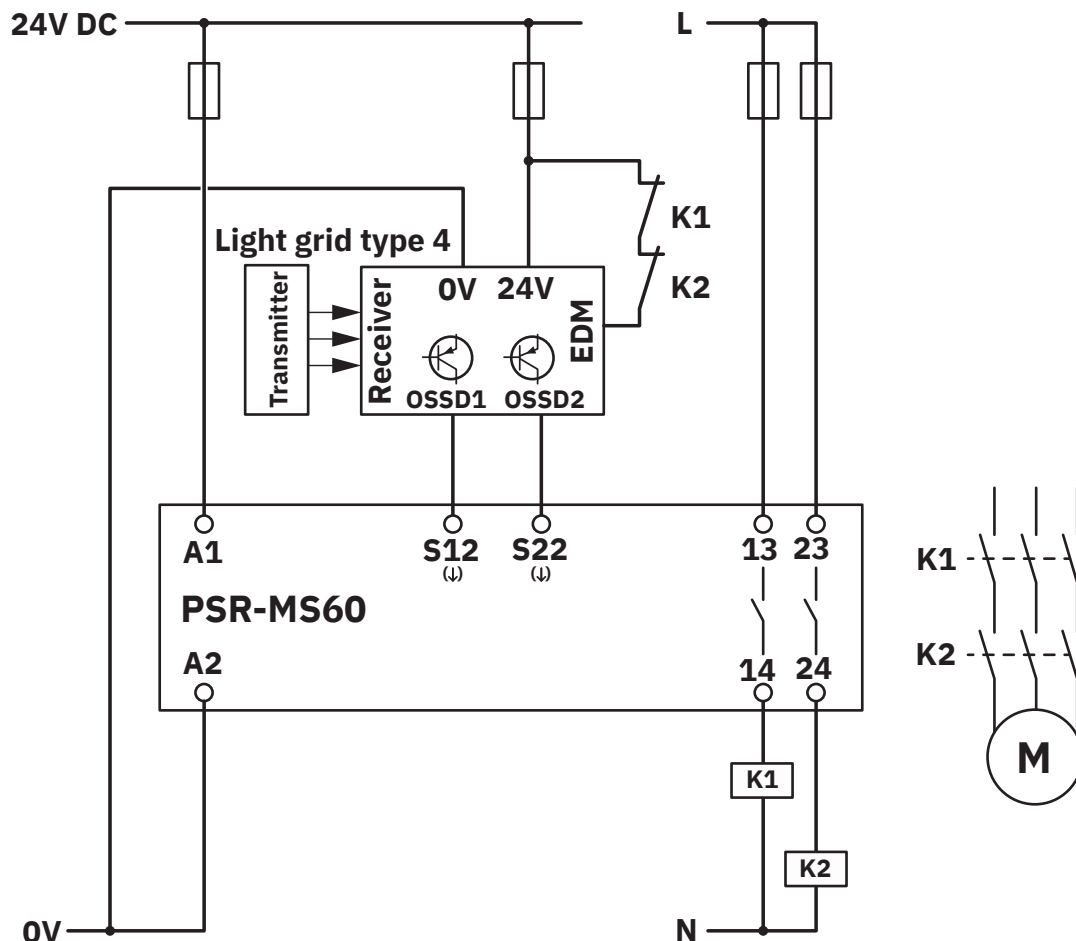 24V DC
L
K1
Light grid type 4
K2
0V 24V
Transmitter
Receiver
EDM
OSSD1 OSSD2
A1
S12
S22
13 23
(↓)
(↓)
K1
PSR-MS60
K2
A2
14 24
M
K1
K2
0V
N